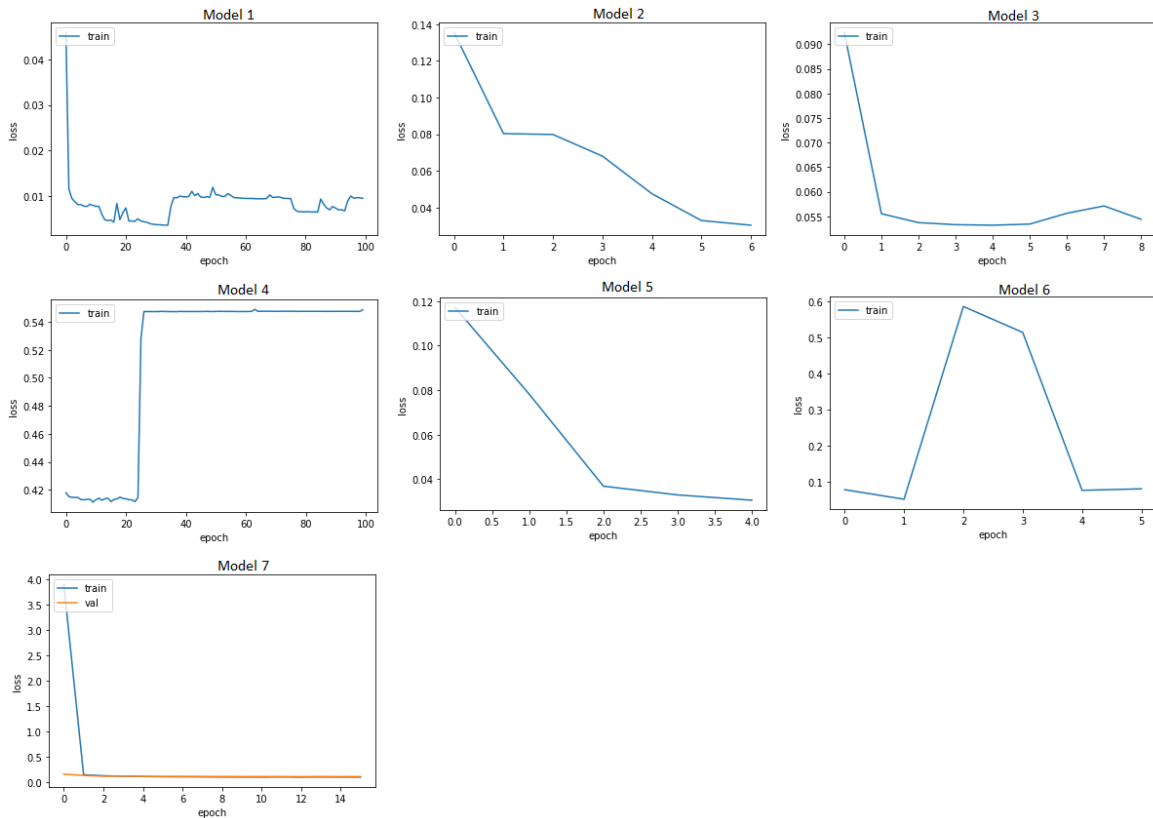 Model 1
train
0.04
0.03
0.02
0.01
loss
0 20 40 60 80 100
epoch
Model 2
train
0.14
0.12
0.10
0.08
0.06
0.04
loss
0 1 2 3 4 5 6
epoch
Model 3
train
0.090
0.085
0.080
0.075
0.070
0.065
0.060
0.055
loss
0 1 2 3 4 5 6 7 8
epoch
Model 4
train
0.54
0.52
0.50
0.48
0.46
0.44
0.42
loss
0 20 40 60 80 100
epoch
Model 5
train
0.12
0.10
0.08
0.06
0.04
loss
0.0 0.5 1.0 1.5 2.0 2.5 3.0 3.5 4.0
epoch
Model 6
train
0.6
0.5
0.4
0.3
0.2
0.1
loss
0 1 2 3 4 5
epoch
Model 7
train
val
4.0
3.5
3.0
2.5
2.0
1.5
1.0
0.5
0.0
loss
0 2 4 6 8 10 12 14
epoch